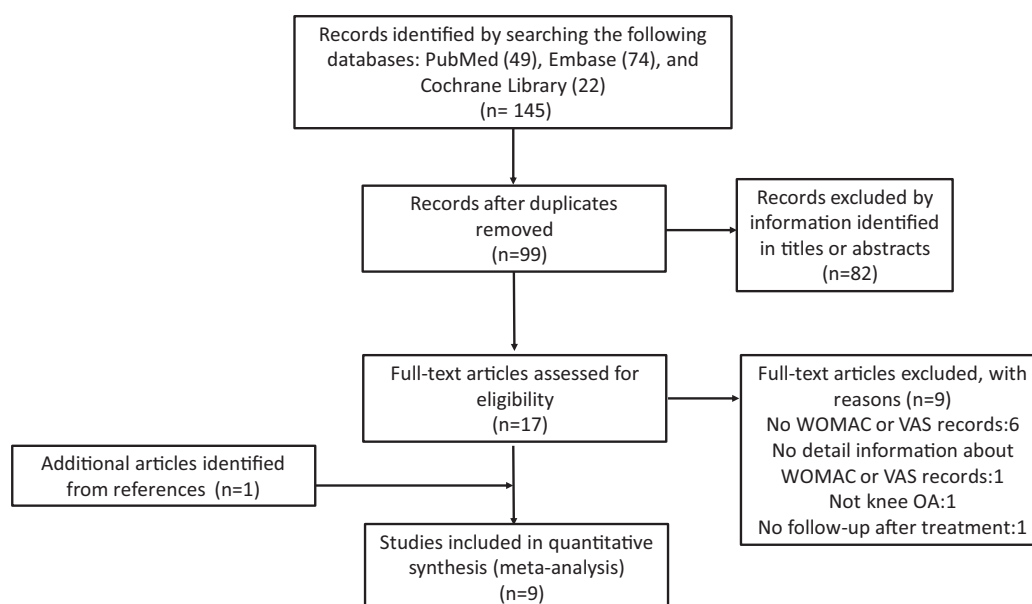 Records identified by searching the following
databases: PubMed (49), Embase (74), and
Cochrane Library (22)
(n= 145)
Records after duplicates
removed
(n=99)
Records excluded by
information identified
in titles or abstracts
(n=82)
Full-text articles assessed for
eligibility
(n=17)
Full-text articles excluded, with
reasons (n=9)
No WOMAC or VAS records:6
No detail information about
WOMAC or VAS records:1
Not knee OA:1
No follow-up after treatment:1
Additional articles identified
from references (n=1)
Studies included in quantitative
synthesis (meta-analysis)
(n=9)